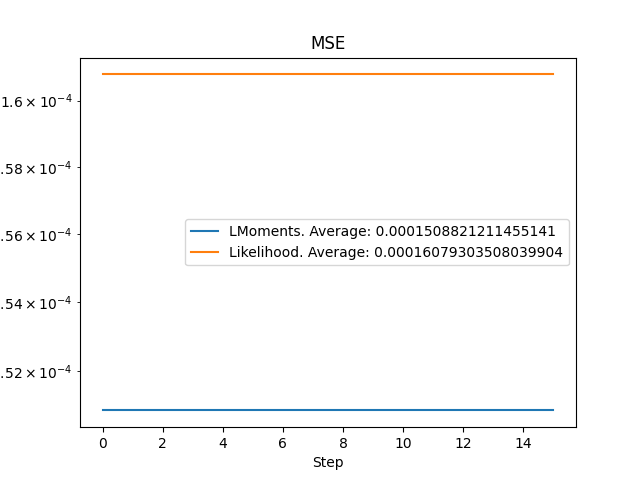 MSE
1.6 × 10⁻⁴
.58 × 10⁻⁴
.56 × 10⁻⁴
.54 × 10⁻⁴
.52 × 10⁻⁴
LMoments. Average: 0.0001508821211455141
Likelihood. Average: 0.00016079303508039904
0 2 4 6 8 10 12 14
Step